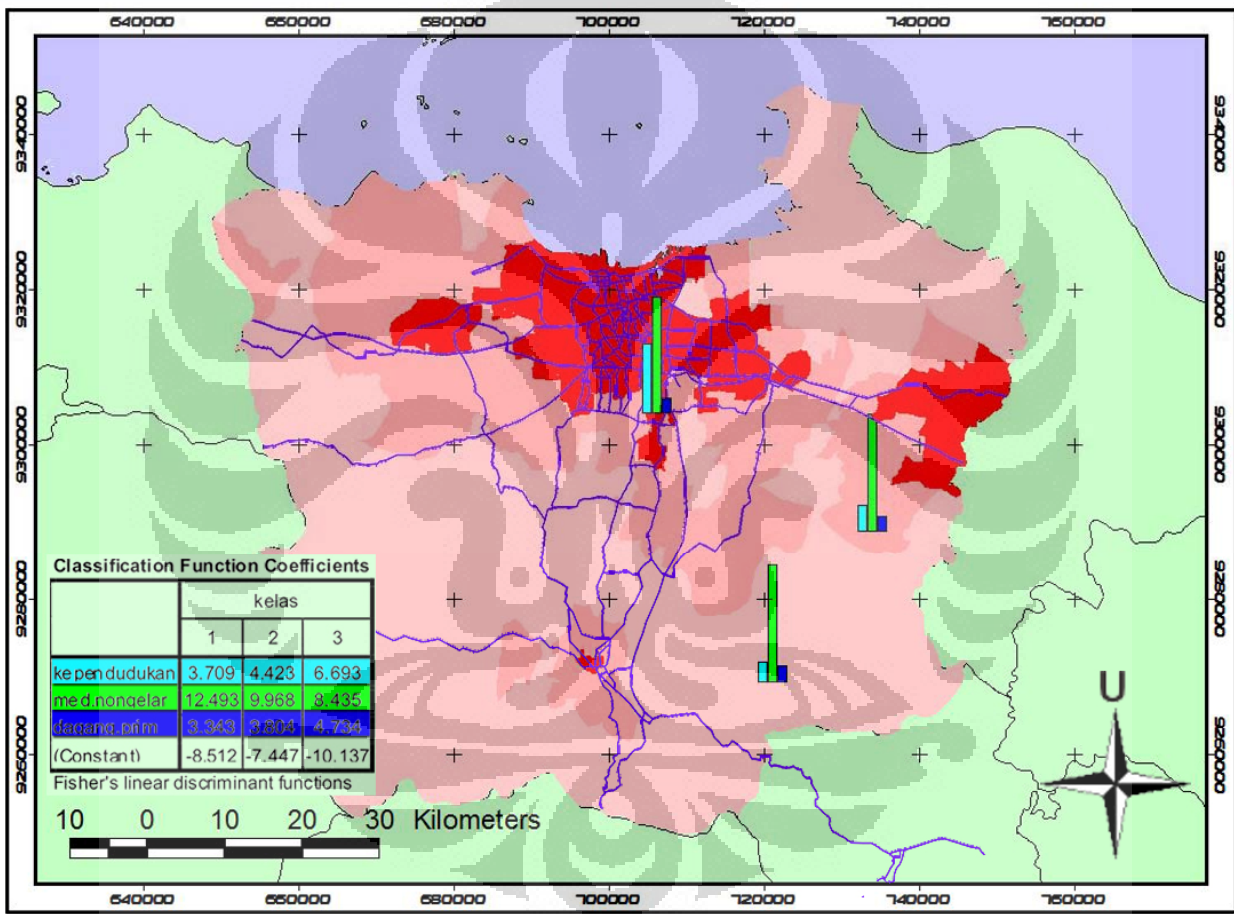 640000 660000 680000 700000 720000 740000 760000
9340000 9340000
9320000 9320000
9300000 9300000
9280000 9280000
9260000 9260000
Classification Function Coefficients
kelas
1 2 3
kependudukan 3.709 4.423 6.693
med.nongelar 12.493 9.968 8.435
dagang.prim 3.343 3.604 4.734
(Constant) -8.512 -7.447 -10.137
Fisher's linear discriminant functions
U
10 0 10 20 30 Kilometers
640000 660000 680000 700000 720000 740000 760000